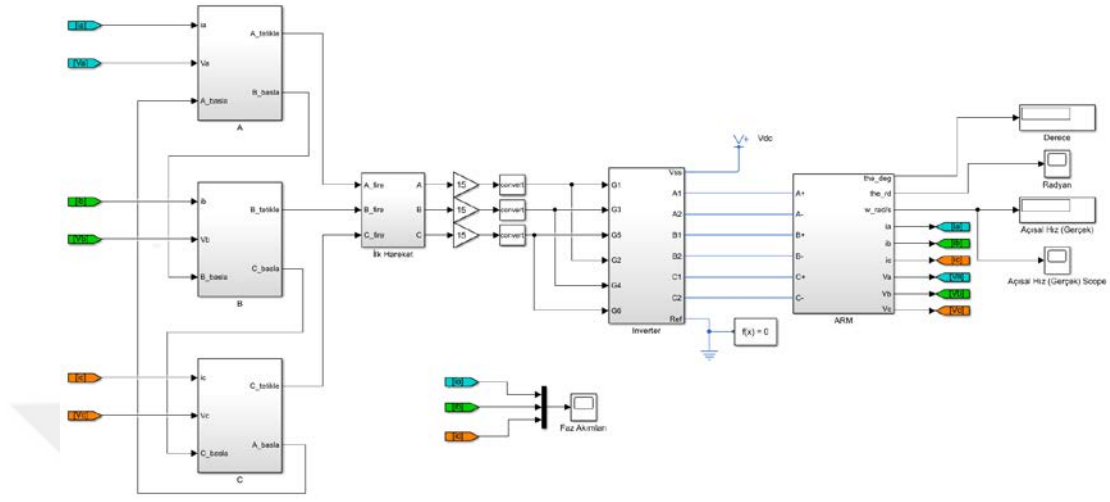 [Ia]
ia
A_tetikle
[Va]
Va
B_basla
A_basla
A
[Ib]
ib
B_tetikle
[Vb]
Vb
C_basla
B_basla
B
[Ic]
ic
C_tetikle
[Vc]
Vc
A_basla
C_basla
C
A_fire
A
B_fire
B
C_fire
C
İlk Hareket
15
15
15
convert
convert
convert
Vdc
V+
G1
G3
G5
G2
G4
G6
Vss
A1
A2
B1
B2
C1
C2
Ref
Inverter
f(x) = 0
A+
A-
B+
B-
C+
C-
the_deg
the_rd
w_rad/s
ia
ib
ic
Va
Vb
Vc
ARM
[Ia]
[Ib]
[Ic]
[Va]
[Vb]
[Vc]
Derece
Radyan
Açısal Hız (Gerçek)
Açısal Hız (Gerçek) Scope
[Ia]
[Ib]
[Ic]
Faz Akımları